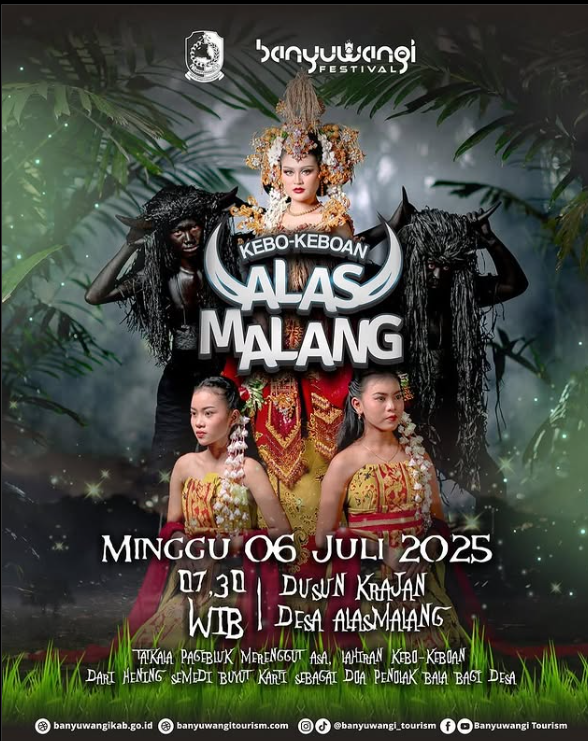 banyuwangi
FESTIVAL
KEBO-KEBOAN
ALAS
MALANG
MINGGU 06 JULI 2025
07.30 WIB | DUSUN KRAJAN
DESA ALASMALANG
TATKALA PAGEBLUK MERENGGUT ASA, LAHIRAN KEBO-KEBOAN
DARI HENING SEMEDI BUYUT KARTI SEBAGAI DOA PENOLAK BALA BAGI DESA
banyuwangikab.go.id banyuwangitourism.com @banyuwangi_tourism Banyuwangi Tourism